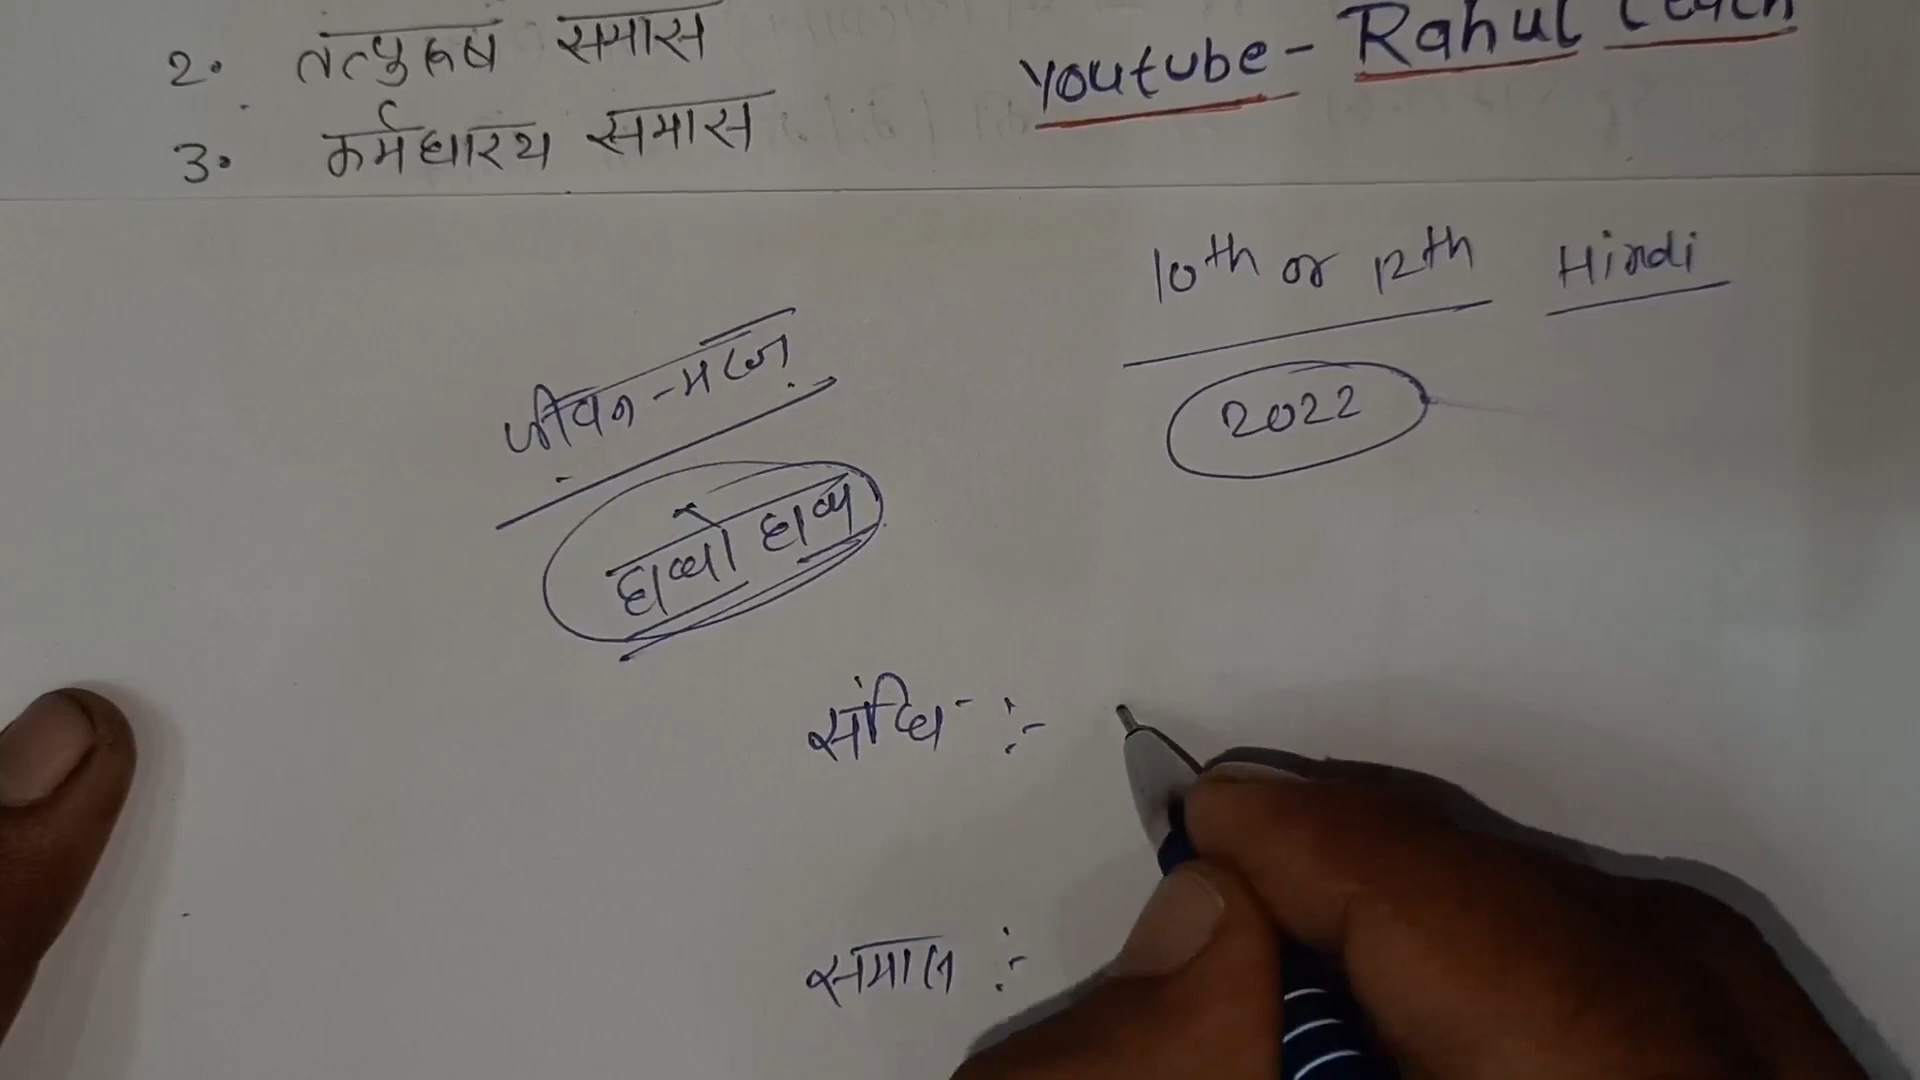 2. तत्पुरूष समास
Youtube - Rahul
3. कर्मधारय समास
10th or 12th Hindi
जीवन-मरण
2022
संधि :-
समास :-